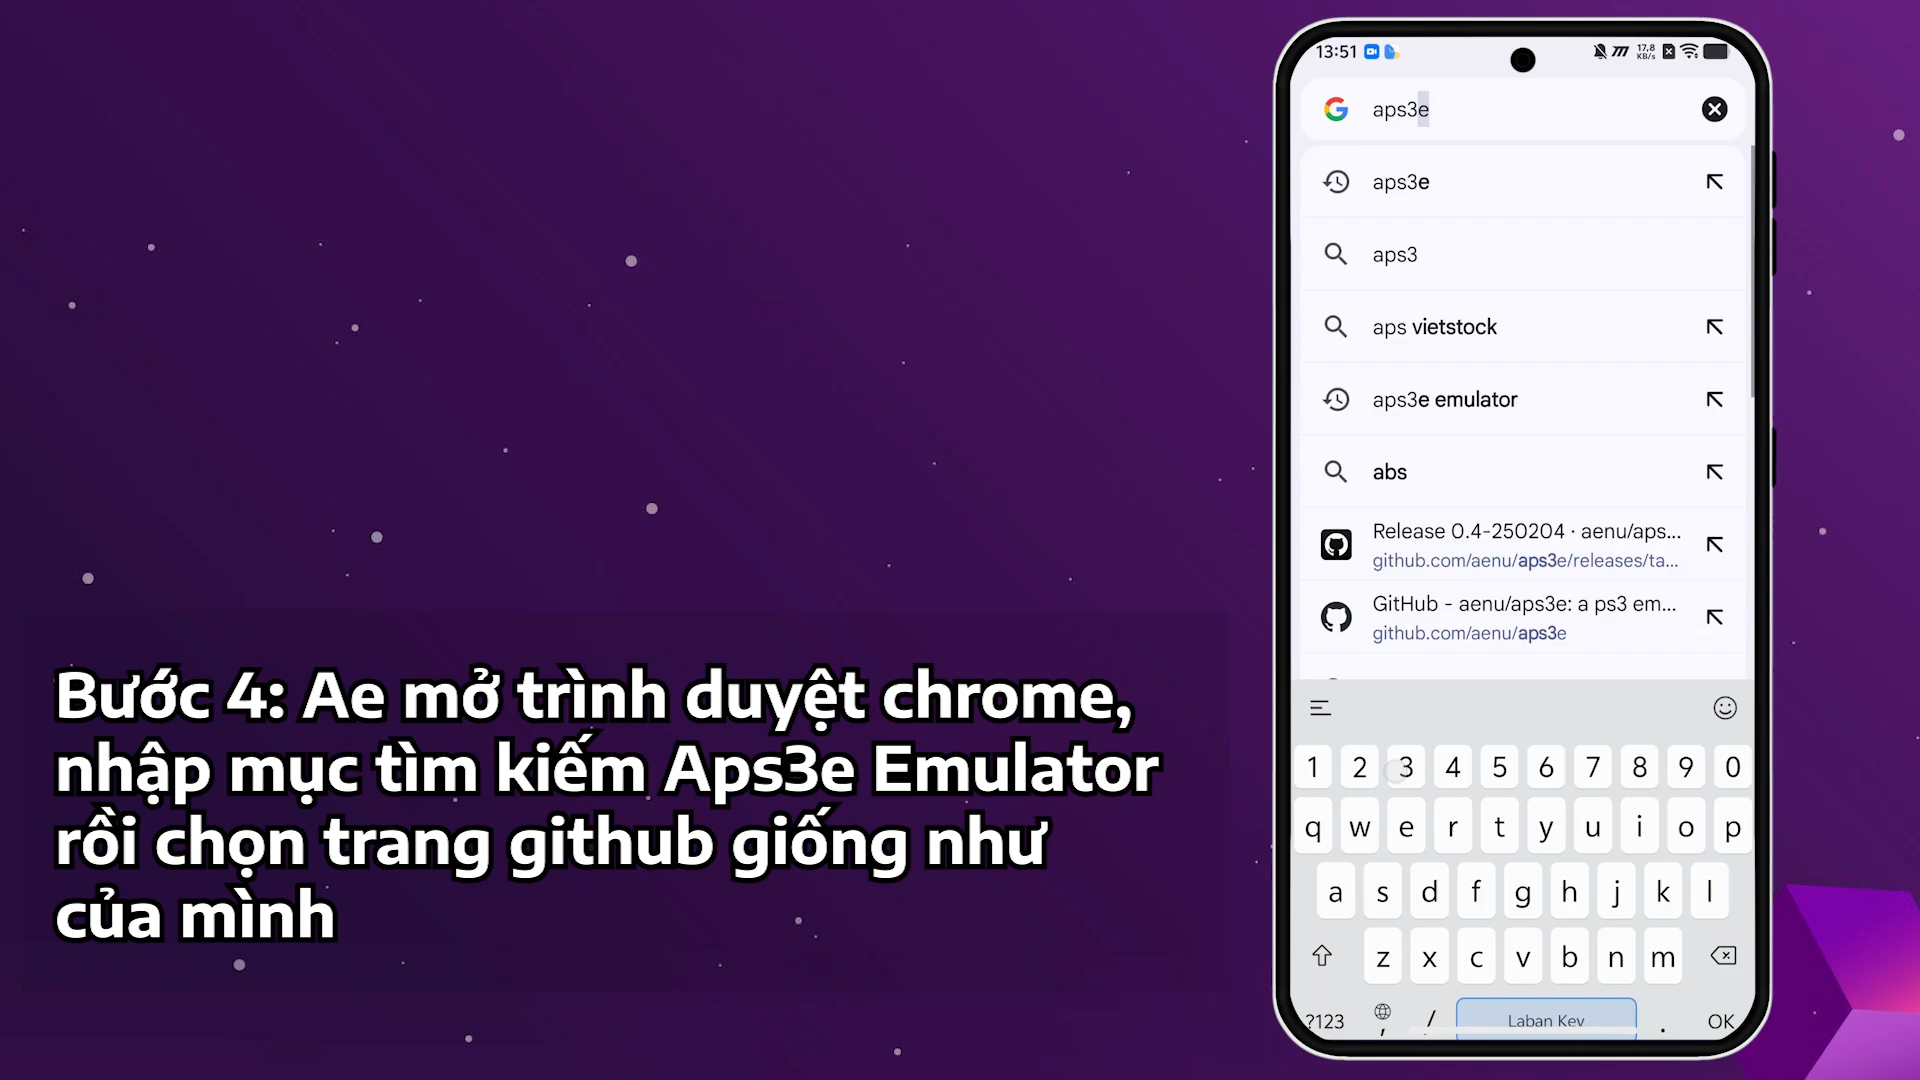 13:51
17,8
KB/s
aps3e
aps3e
aps3
aps vietstock
aps3e emulator
abs
Release 0.4-250204 · aenu/aps...
github.com/aenu/aps3e/releases/ta...
GitHub - aenu/aps3e: a ps3 em...
github.com/aenu/aps3e
Bước 4: Ae mở trình duyệt chrome,
nhập mục tìm kiếm Aps3e Emulator
rồi chọn trang github giống như
của mình
1 2 3 4 5 6 7 8 9 0
q w e r t y u i o p
a s d f g h j k l
z x c v b n m
?123 , / Laban Key . OK